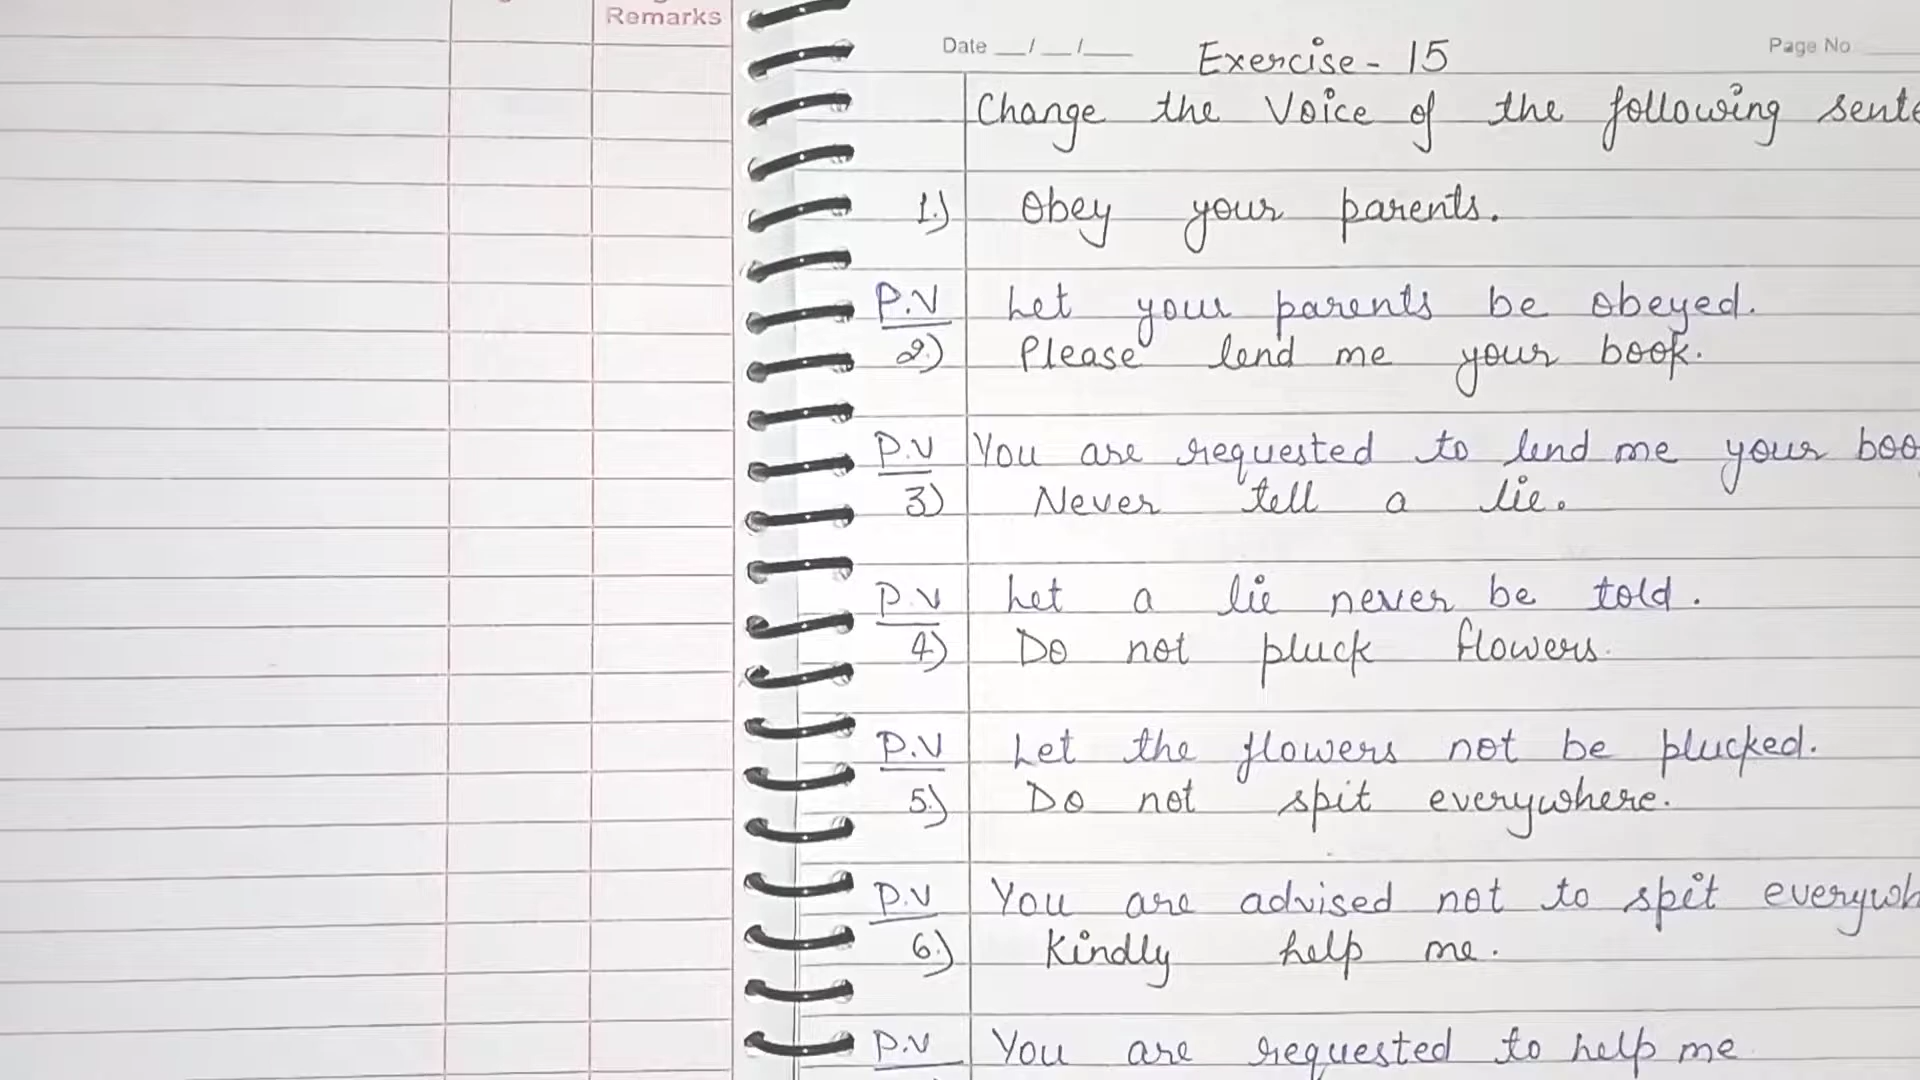 Remarks
Date __/__/___ Exercise - 15 Page No
Change the Voice of the following
1.) Obey your parents.
P.V Let your parents be obeyed.
2.) Please lend me your book.
P.V You are requested to lend me your
3) Never tell a lie.
P.V Let a lie never be told.
4) Do not pluck flowers.
P.V Let the flowers not be plucked.
5.) Do not spit everywhere.
P.V You are advised not to spit
6.) Kindly help me.
P.V You are requested to help me